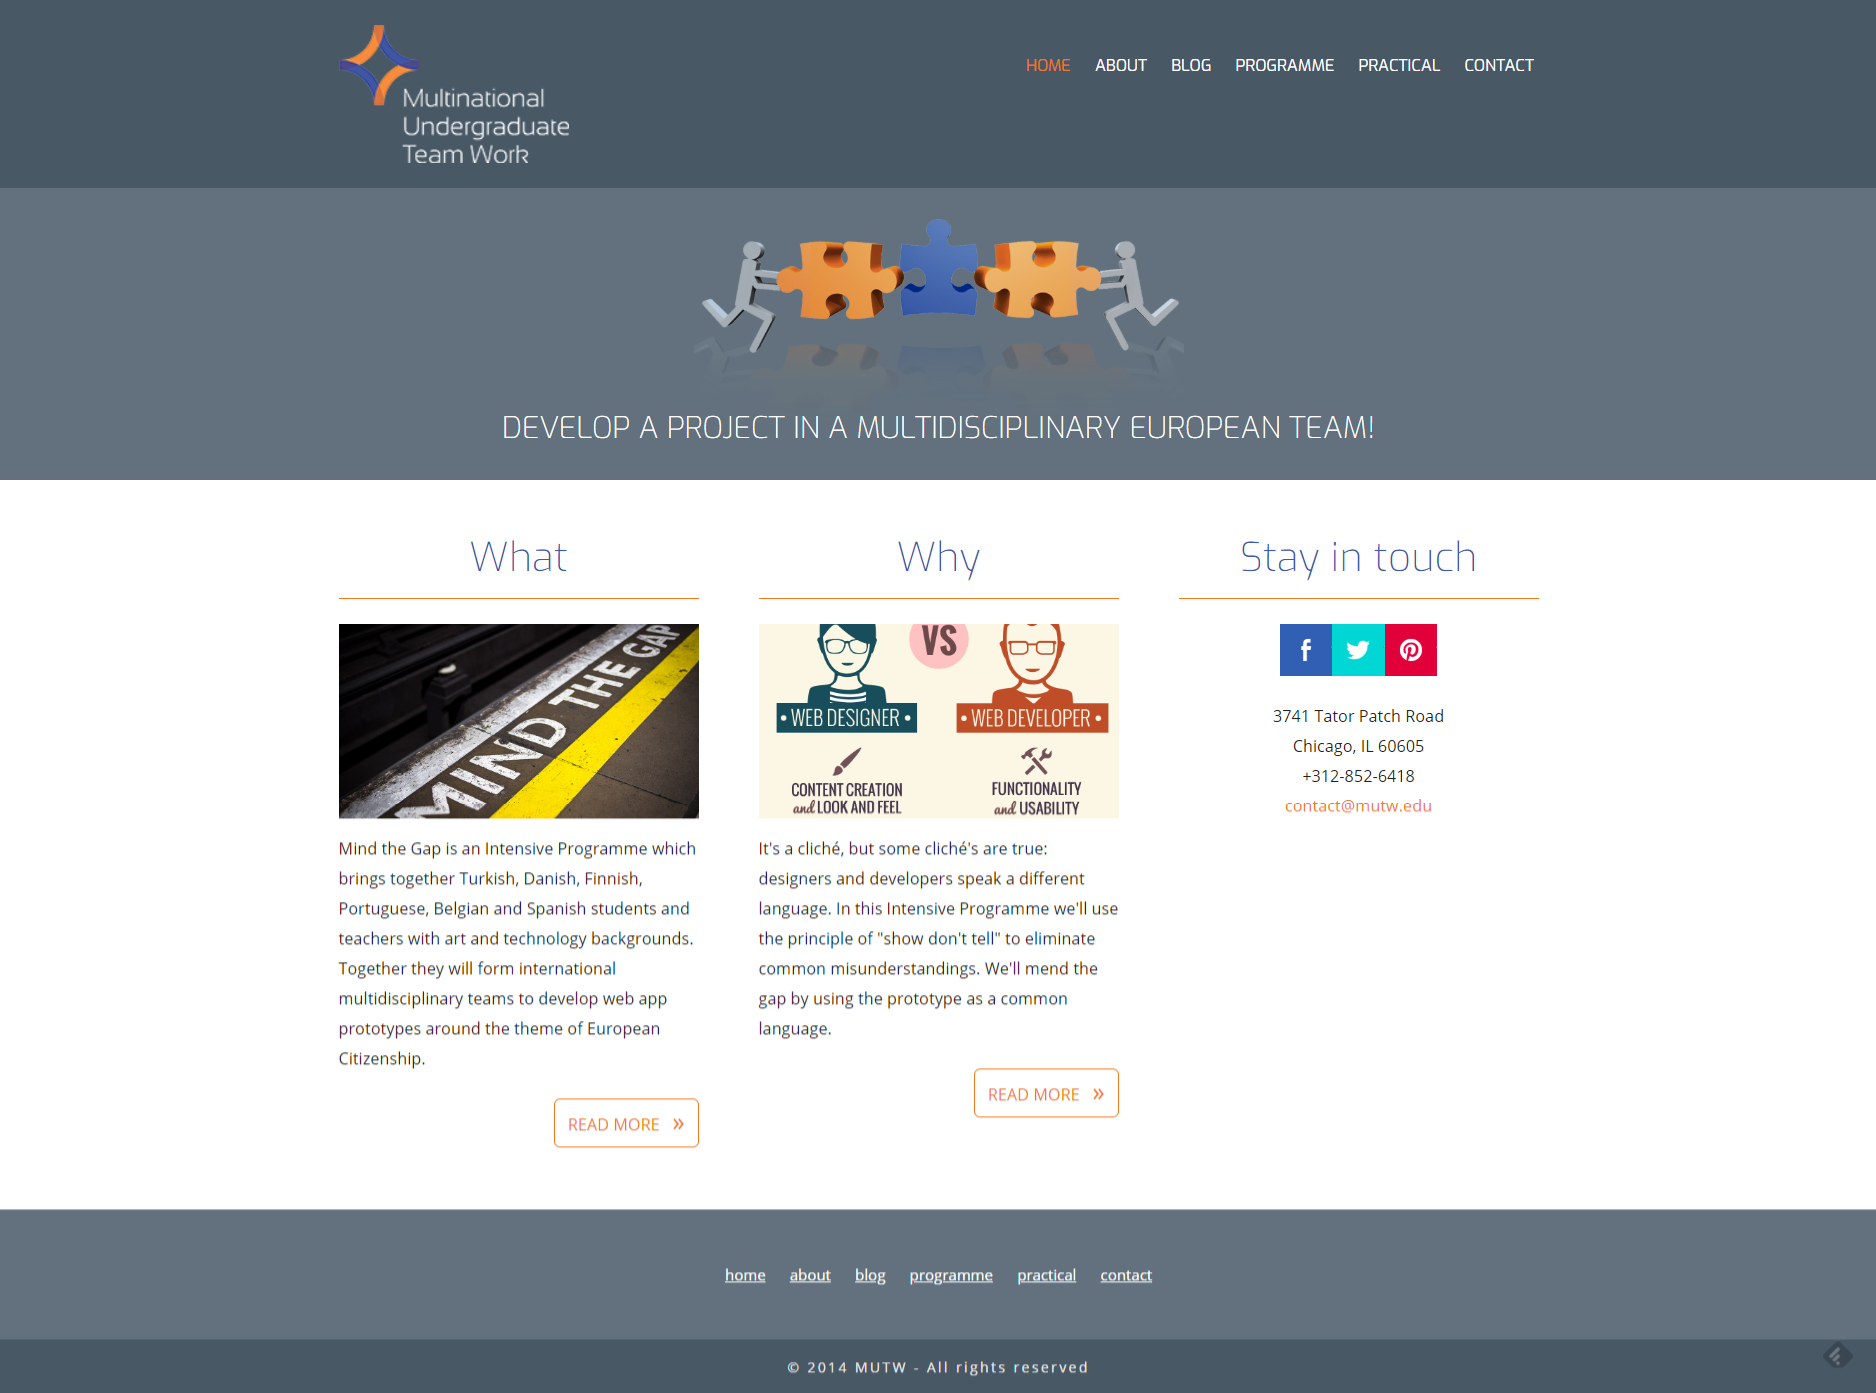 Multinational
Undergraduate
Team Work
HOME ABOUT BLOG PROGRAMME PRACTICAL CONTACT
DEVELOP A PROJECT IN A MULTIDISCIPLINARY EUROPEAN TEAM!
What
MIND THE GAP
Mind the Gap is an Intensive Programme which
brings together Turkish, Danish, Finnish,
Portuguese, Belgian and Spanish students and
teachers with art and technology backgrounds.
Together they will form international
multidisciplinary teams to develop web app
prototypes around the theme of European
Citizenship.
READ MORE »
Why
VS
• WEB DESIGNER •
• WEB DEVELOPER •
CONTENT CREATION
and LOOK AND FEEL
FUNCTIONALITY
and USABILITY
It's a cliché, but some cliché's are true:
designers and developers speak a different
language. In this Intensive Programme we'll use
the principle of "show don't tell" to eliminate
common misunderstandings. We'll mend the
gap by using the prototype as a common
language.
READ MORE »
Stay in touch
3741 Tator Patch Road
Chicago, IL 60605
+312-852-6418
contact@mutw.edu
home about blog programme practical contact
© 2014 MUTW - All rights reserved